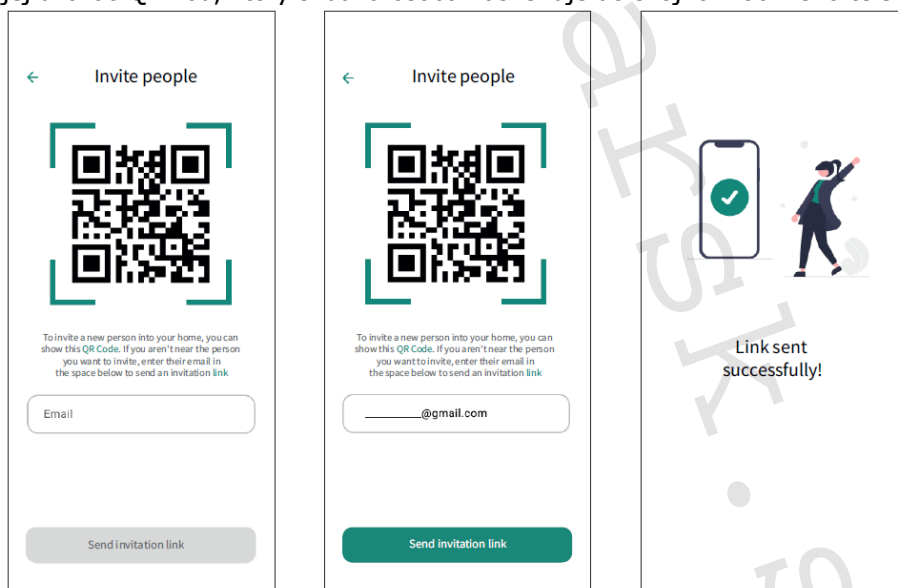 Invite people
To invite a new person into your home, you can
show this QR Code. If you aren't near the person
you want to invite, enter their email in
the space below to send an invitation link
Email
Send invitation link
Invite people
To invite a new person into your home, you can
show this QR Code. If you aren't near the person
you want to invite, enter their email in
the space below to send an invitation link
________@gmail.com
Send invitation link
Link sent
successfully!
arsk.s